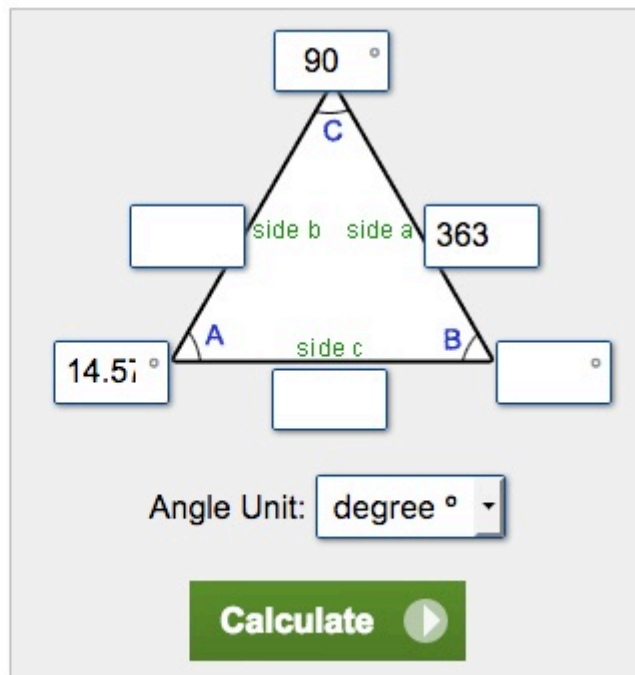 90 °
C
side b side a 363
A
B
side c
14.57 °
°
Angle Unit: degree º
Calculate